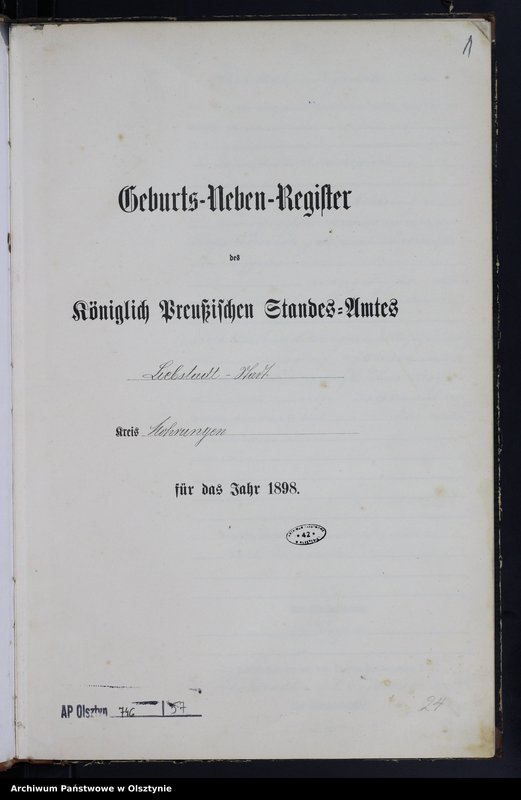 1
Geburts-Neben-Register
des
Königlich Preußischen Standes-Amtes
Liebstadt - Stadt
Kreis Mohrungen
für das Jahr 1898.
* 42 *
AP Olsztyn 746 | 57
24
Archiwum Państwowe w Olsztynie